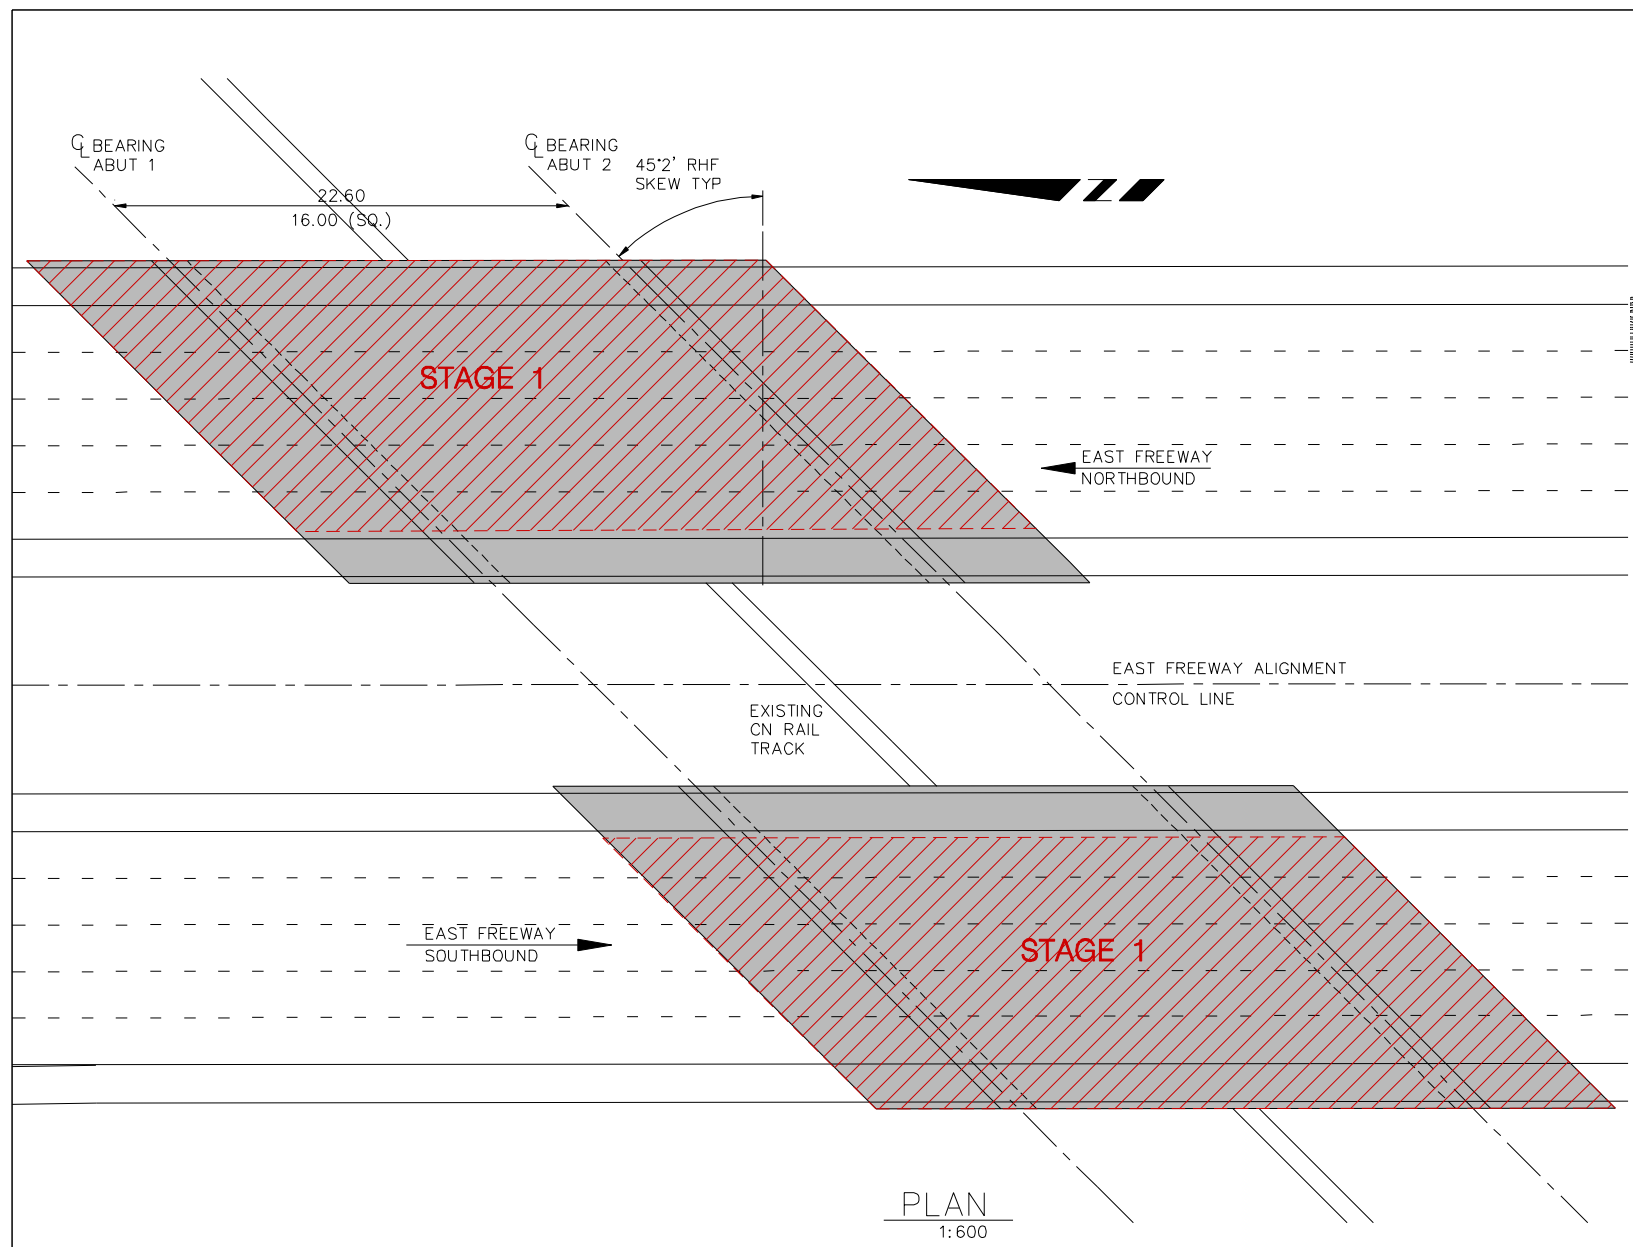 ℄ BEARING
ABUT 1
℄ BEARING
ABUT 2
45°2' RHF
SKEW TYP
22.60
16.00 (SQ.)
N
STAGE 1
EAST FREEWAY
NORTHBOUND
EAST FREEWAY ALIGNMENT
CONTROL LINE
EXISTING
CN RAIL
TRACK
EAST FREEWAY
SOUTHBOUND
STAGE 1
PLAN
1:600